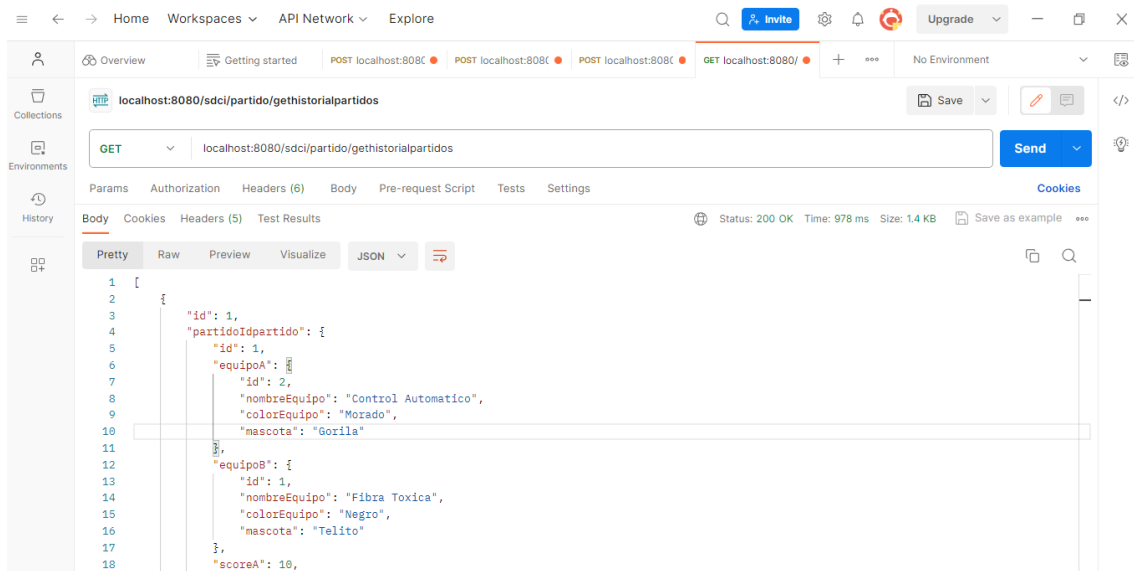 Home Workspaces API Network Explore Invite Upgrade
Overview Getting started POST localhost:8080 POST localhost:8080 POST localhost:8080 GET localhost:8080/ No Environment
HTTP localhost:8080/sdci/partido/gethistorialpartidos Save
Collections
GET localhost:8080/sdci/partido/gethistorialpartidos Send
Environments
Params Authorization Headers (6) Body Pre-request Script Tests Settings Cookies
History
Body Cookies Headers (5) Test Results Status: 200 OK Time: 978 ms Size: 1.4 KB Save as example
Pretty Raw Preview Visualize JSON
1 [
2 {
3 "id": 1,
4 "partidoIdpartido": {
5 "id": 1,
6 "equipoA": {
7 "id": 2,
8 "nombreEquipo": "Control Automatico",
9 "colorEquipo": "Morado",
10 "mascota": "Gorila"
11 },
12 "equipoB": {
13 "id": 1,
14 "nombreEquipo": "Fibra Toxica",
15 "colorEquipo": "Negro",
16 "mascota": "Telito"
17 },
18 "scoreA": 10,